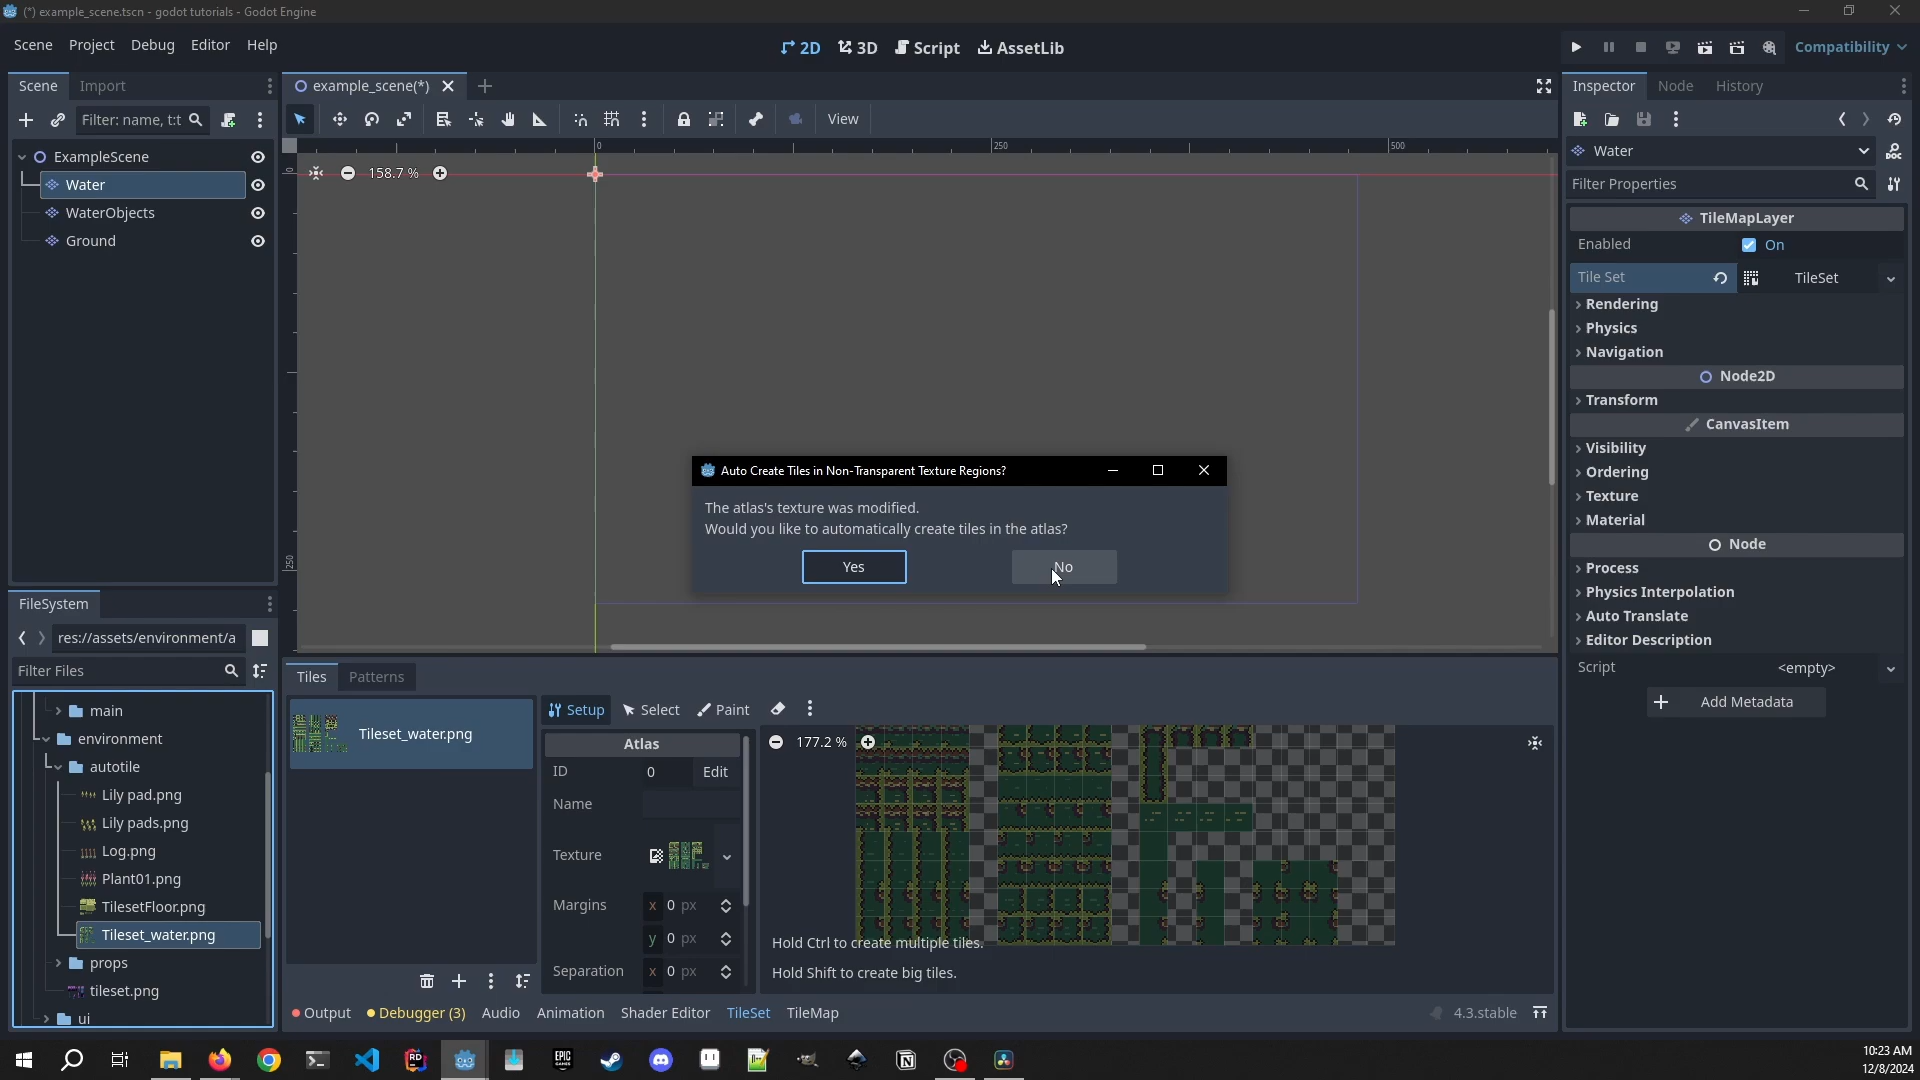 (*) example_scene.tscn - godot tutorials - Godot Engine
Scene Project Debug Editor Help
2D 3D Script AssetLib
Compatibility
Scene Import
example_scene(*)
Inspector Node History
Filter: name, t:t
View
ExampleScene
Water
WaterObjects
Ground
0 250 500
0
250
158.7 %
Water
Filter Properties
TileMapLayer
Enabled On
Tile Set TileSet
Rendering
Physics
Navigation
Node2D
Transform
CanvasItem
Visibility
Ordering
Texture
Material
Node
Process
Physics Interpolation
Auto Translate
Editor Description
Script <empty>
Add Metadata
Auto Create Tiles in Non-Transparent Texture Regions?
The atlas's texture was modified.
Would you like to automatically create tiles in the atlas?
Yes No
FileSystem
res://assets/environment/a
Filter Files
main
environment
autotile
Lily pad.png
Lily pads.png
Log.png
Plant01.png
TilesetFloor.png
Tileset_water.png
props
tileset.png
ui
Tiles Patterns
Tileset_water.png
Setup Select Paint
Atlas
ID 0 Edit
Name
Texture
Margins x 0 px
y 0 px
Separation x 0 px
177.2 %
Hold Ctrl to create multiple tiles.
Hold Shift to create big tiles.
Output Debugger (3) Audio Animation Shader Editor TileSet TileMap
4.3.stable
RD
EPIC GAMES
10:23 AM
12/8/2024